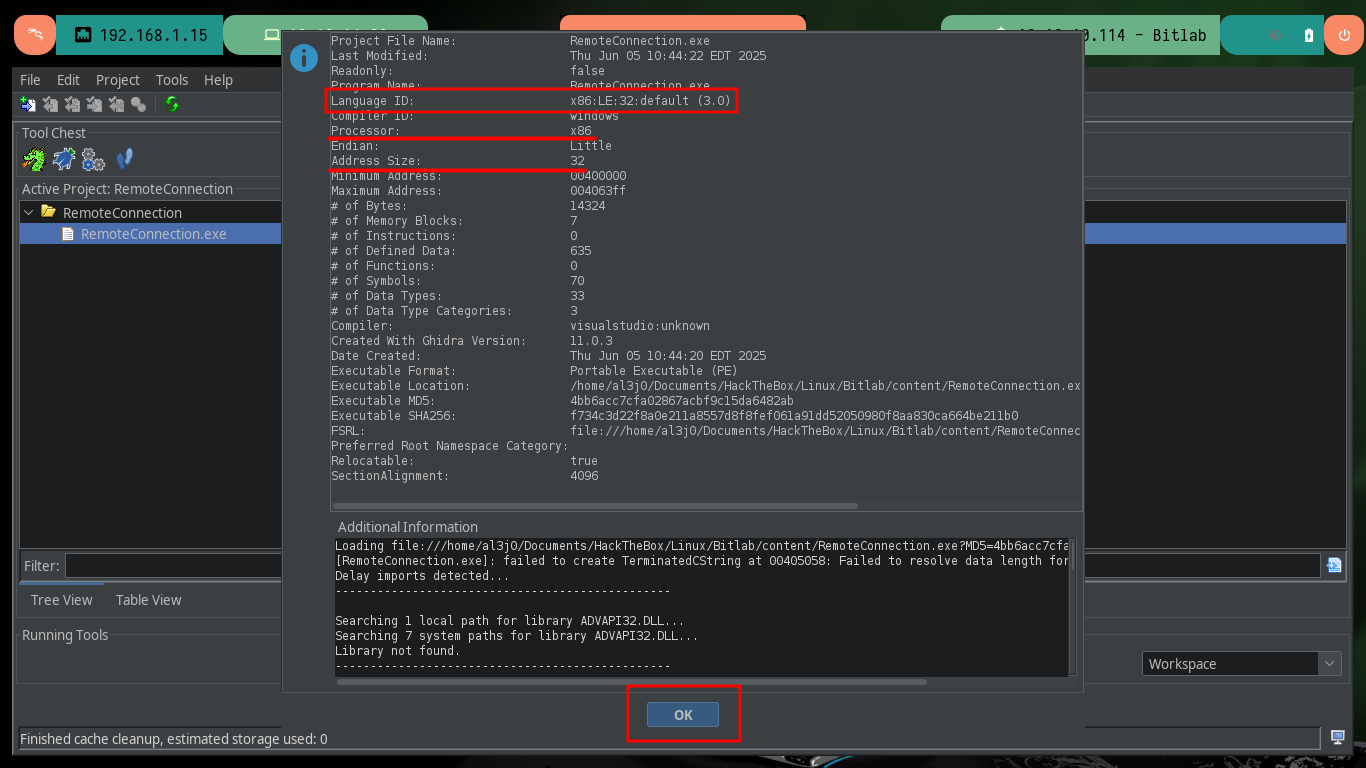 192.168.1.15
.114 - Bitlab
File Edit Project Tools Help
Tool Chest
Active Project: RemoteConnection
RemoteConnection
RemoteConnection.exe
Project File Name: RemoteConnection.exe
Last Modified: Thu Jun 05 10:44:22 EDT 2025
Readonly: false
Program Name: RemoteConnection.exe
Language ID: x86:LE:32:default (3.0)
Compiler ID: windows
Processor: x86
Endian: Little
Address Size: 32
Minimum Address: 00400000
Maximum Address: 004063ff
# of Bytes: 14324
# of Memory Blocks: 7
# of Instructions: 0
# of Defined Data: 635
# of Functions: 0
# of Symbols: 70
# of Data Types: 33
# of Data Type Categories: 3
Compiler: visualstudio:unknown
Created With Ghidra Version: 11.0.3
Date Created: Thu Jun 05 10:44:20 EDT 2025
Executable Format: Portable Executable (PE)
Executable Location: /home/al3j0/Documents/HackTheBox/Linux/Bitlab/content/RemoteConnection.ex
Executable MD5: 4bb6acc7cfa02867acbf9c15da6482ab
Executable SHA256: f734c3d22f8a0e211a8557d8f8fef061a91dd52050980f8aa830ca664be211b0
FSRL: file:///home/al3j0/Documents/HackTheBox/Linux/Bitlab/content/RemoteConnec
Preferred Root Namespace Category:
Relocatable: true
SectionAlignment: 4096
Additional Information
Loading file:///home/al3j0/Documents/HackTheBox/Linux/Bitlab/content/RemoteConnection.exe?MD5=4bb6acc7cfa
[RemoteConnection.exe]: failed to create TerminatedCString at 00405058: Failed to resolve data length for
Delay imports detected...
-----------------------------------------------
Searching 1 local path for library ADVAPI32.DLL...
Searching 7 system paths for library ADVAPI32.DLL...
Library not found.
-----------------------------------------------
OK
Filter:
Tree View Table View
Running Tools
Workspace
Finished cache cleanup, estimated storage used: 0